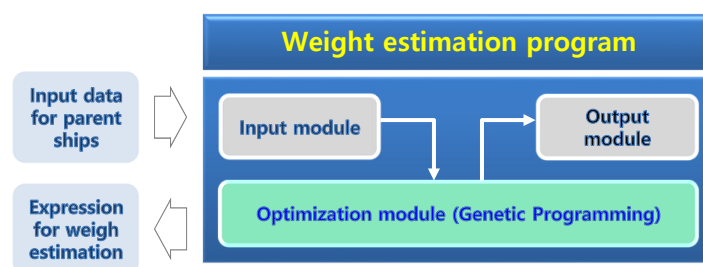 Weight estimation program
Input data
for parent
ships
Input module
Output
module
Optimization module (Genetic Programming)
Expression
for weigh
estimation